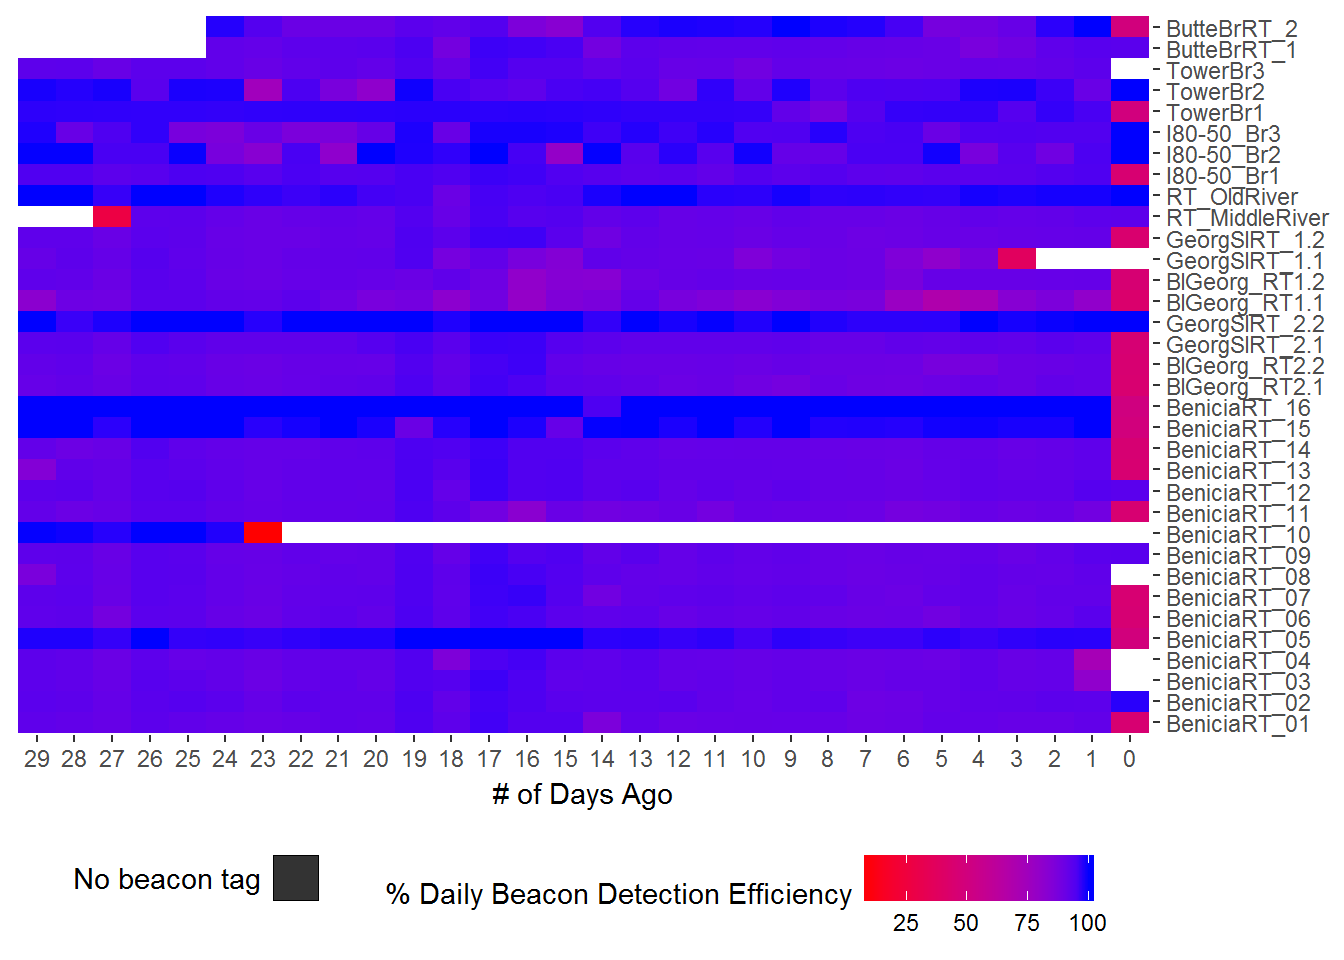 ButteBrRT_2
ButteBrRT_1
TowerBr3
TowerBr2
TowerBr1
I80-50_Br3
I80-50_Br2
I80-50_Br1
RT_OldRiver
RT_MiddleRiver
GeorgSlRT_1.2
GeorgSlRT_1.1
BlGeorg_RT1.2
BlGeorg_RT1.1
GeorgSlRT_2.2
GeorgSlRT_2.1
BlGeorg_RT2.2
BlGeorg_RT2.1
BeniciaRT_16
BeniciaRT_15
BeniciaRT_14
BeniciaRT_13
BeniciaRT_12
BeniciaRT_11
BeniciaRT_10
BeniciaRT_09
BeniciaRT_08
BeniciaRT_07
BeniciaRT_06
BeniciaRT_05
BeniciaRT_04
BeniciaRT_03
BeniciaRT_02
BeniciaRT_01
29 28 27 26 25 24 23 22 21 20 19 18 17 16 15 14 13 12 11 10 9 8 7 6 5 4 3 2 1 0
# of Days Ago
No beacon tag
% Daily Beacon Detection Efficiency
25 50 75 100